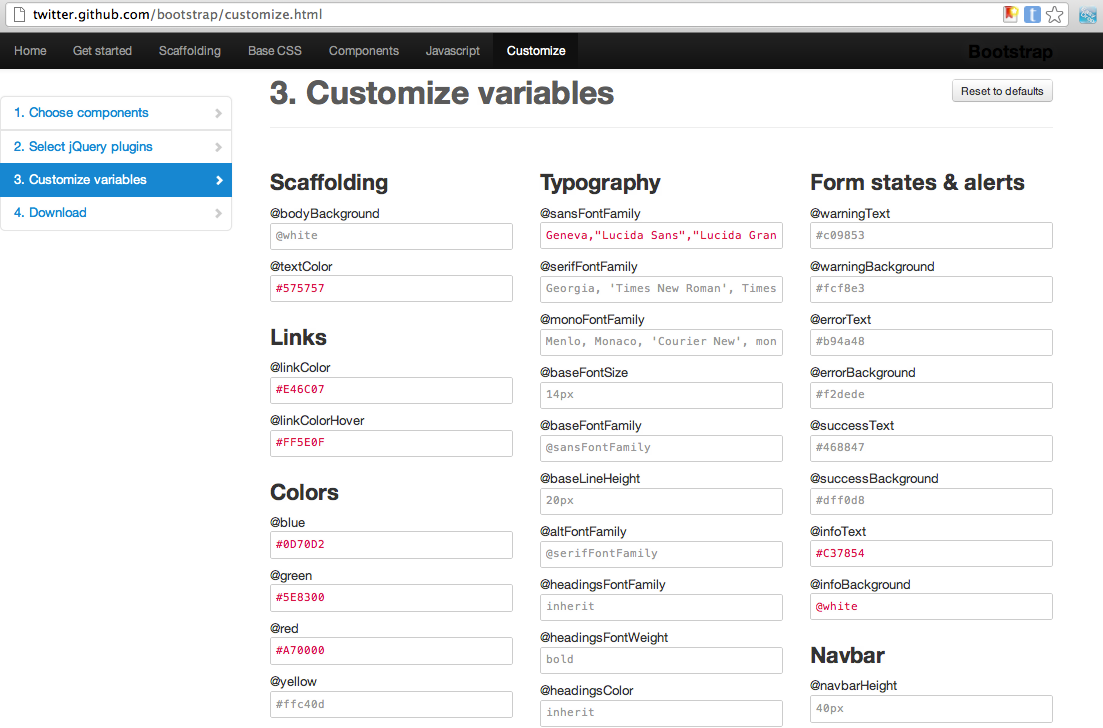 twitter.github.com/bootstrap/customize.html
Home Get started Scaffolding Base CSS Components Javascript Customize Bootstrap
3. Customize variables
Reset to defaults
1. Choose components
2. Select jQuery plugins
3. Customize variables
4. Download
Scaffolding
@bodyBackground
@white
@textColor
#575757
Links
@linkColor
#E46C07
@linkColorHover
#FF5E0F
Colors
@blue
#0D70D2
@green
#5E8300
@red
#A70000
@yellow
#ffc40d
Typography
@sansFontFamily
Geneva,"Lucida Sans","Lucida Gran
@serifFontFamily
Georgia, 'Times New Roman', Times
@monoFontFamily
Menlo, Monaco, 'Courier New', mon
@baseFontSize
14px
@baseFontFamily
@sansFontFamily
@baseLineHeight
20px
@altFontFamily
@serifFontFamily
@headingsFontFamily
inherit
@headingsFontWeight
bold
@headingsColor
inherit
Form states & alerts
@warningText
#c09853
@warningBackground
#fcf8e3
@errorText
#b94a48
@errorBackground
#f2dede
@successText
#468847
@successBackground
#dff0d8
@infoText
#C37854
@infoBackground
@white
Navbar
@navbarHeight
40px